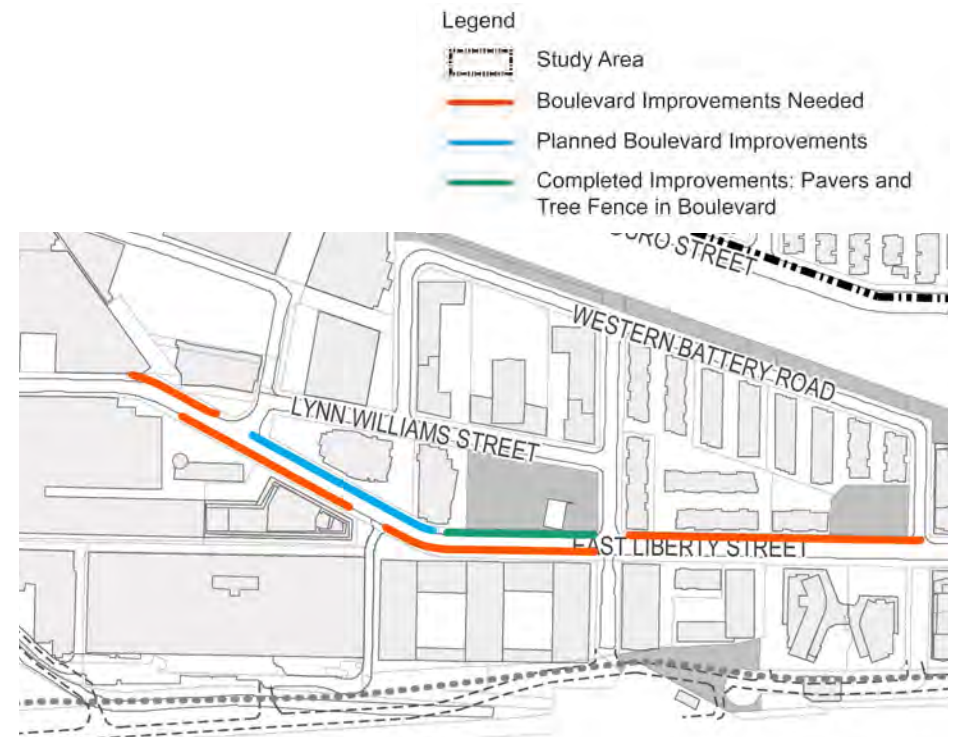 Legend
Study Area
Boulevard Improvements Needed
Planned Boulevard Improvements
Completed Improvements: Pavers and
Tree Fence in Boulevard
STREET
WESTERN BATTERY ROAD
LYNN WILLIAMS STREET
EAST LIBERTY STREET